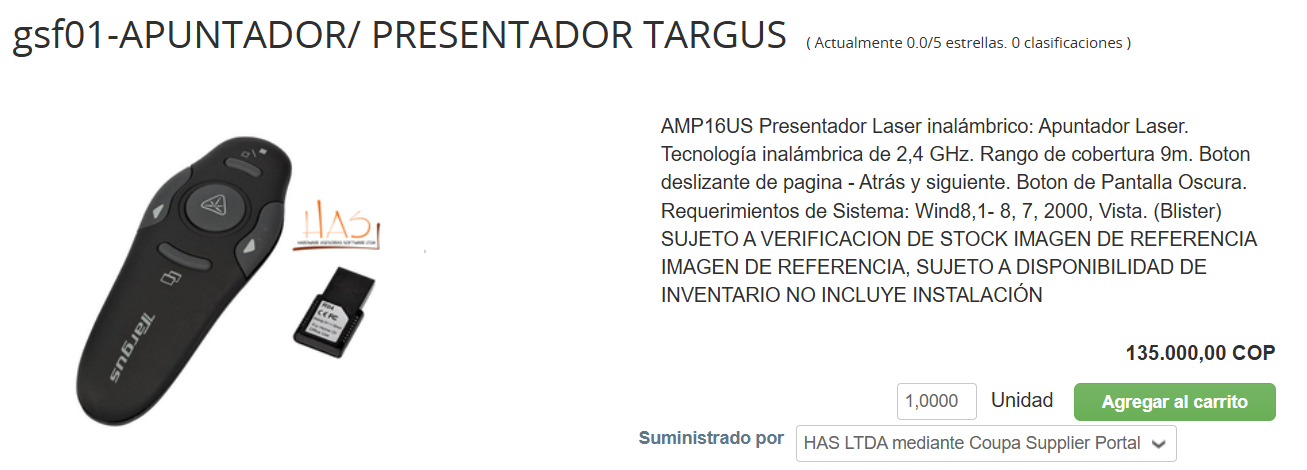 gsf01-APUNTADOR/ PRESENTADOR TARGUS ( Actualmente 0.0/5 estrellas. 0 clasificaciones )
AMP16US Presentador Laser inalámbrico: Apuntador Laser.
Tecnología inalámbrica de 2,4 GHz. Rango de cobertura 9m. Boton
deslizante de pagina - Atrás y siguiente. Boton de Pantalla Oscura.
Requerimientos de Sistema: Wind8,1- 8, 7, 2000, Vista. (Blister)
SUJETO A VERIFICACION DE STOCK IMAGEN DE REFERENCIA
IMAGEN DE REFERENCIA, SUJETO A DISPONIBILIDAD DE
INVENTARIO NO INCLUYE INSTALACIÓN
HAS
Targus
CE FC
135.000,00 COP
1,0000 Unidad Agregar al carrito
Suministrado por HAS LTDA mediante Coupa Supplier Portal